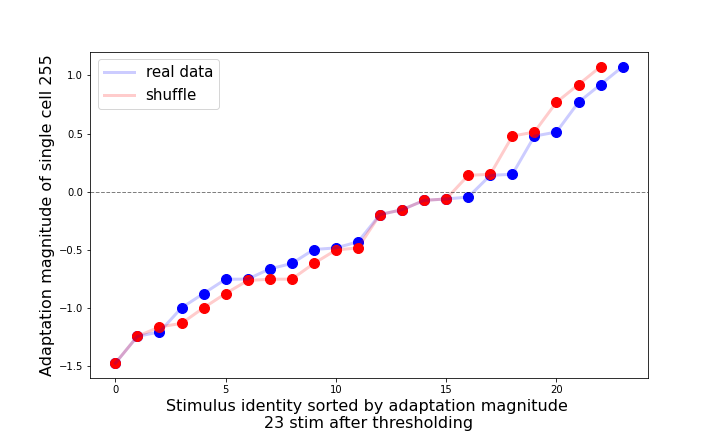 real data
shuffle
Adaptation magnitude of single cell 255
1.0
0.5
0.0
−0.5
−1.0
−1.5
0
5
10
15
20
Stimulus identity sorted by adaptation magnitude
23 stim after thresholding